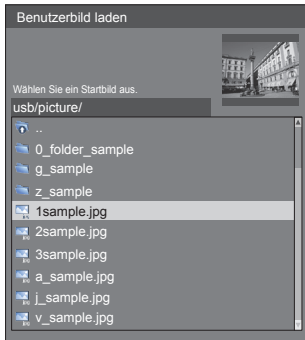 Benutzerbild laden
Wählen Sie ein Startbild aus.
usb/picture/
..
0_folder_sample
g_sample
z_sample
1sample.jpg
2sample.jpg
3sample.jpg
a_sample.jpg
j_sample.jpg
v_sample.jpg